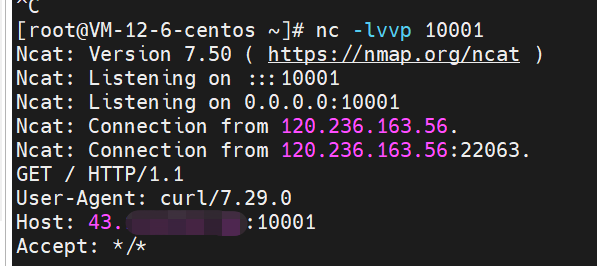 ^C
[root@VM-12-6-centos ~]# nc -lvvp 10001
Ncat: Version 7.50 ( https://nmap.org/ncat )
Ncat: Listening on :::10001
Ncat: Listening on 0.0.0.0:10001
Ncat: Connection from 120.236.163.56.
Ncat: Connection from 120.236.163.56:22063.
GET / HTTP/1.1
User-Agent: curl/7.29.0
Host: 43. :10001
Accept: */*